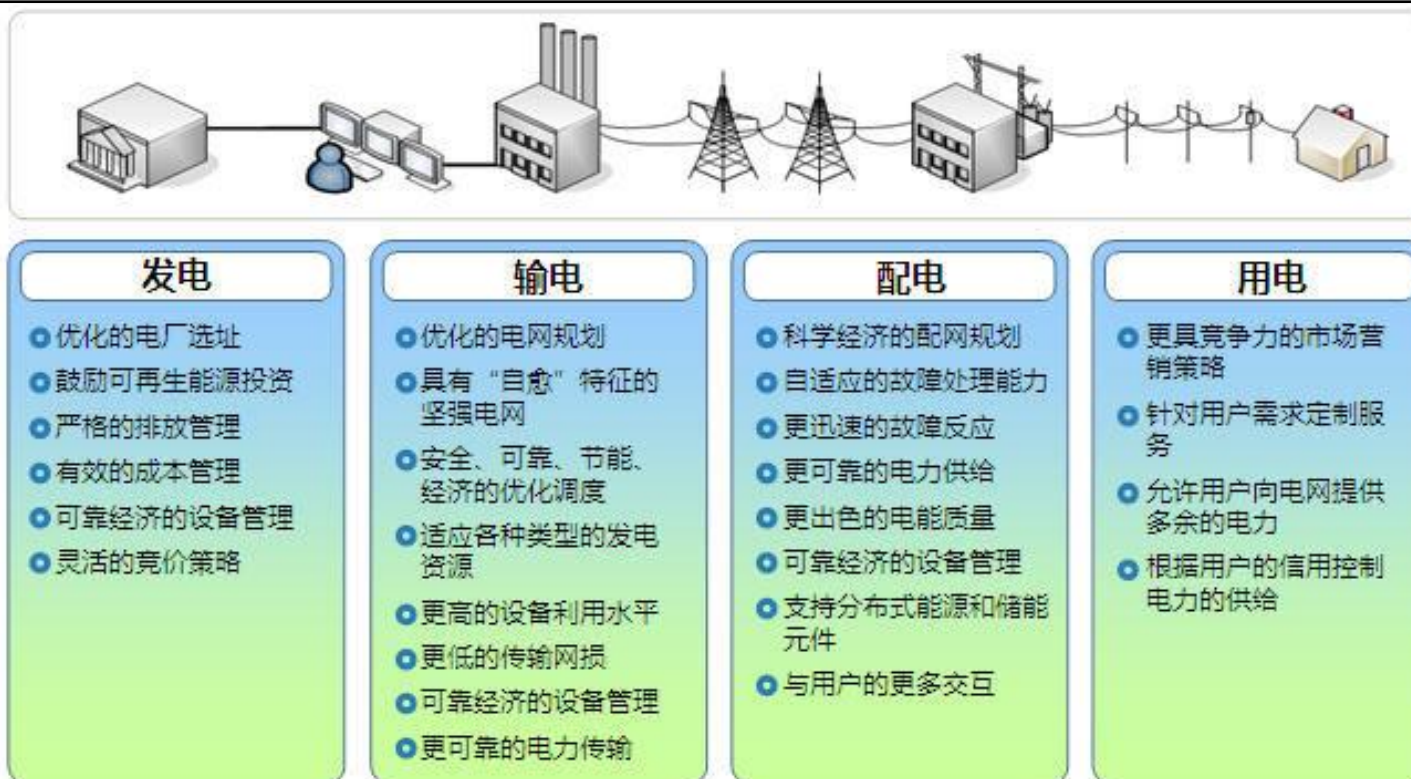 发电
优化的电厂选址
鼓励可再生能源投资
严格的排放管理
有效的成本管理
可靠经济的设备管理
灵活的竞价策略
输电
优化的电网规划
具有“自愈”特征的
坚强电网
安全、可靠、节能、
经济的优化调度
适应各种类型的发电
资源
更高的设备利用水平
更低的传输网损
可靠经济的设备管理
更可靠的电力传输
配电
科学经济的配网规划
自适应的故障处理能力
更迅速的故障反应
更可靠的电力供给
更出色的电能质量
可靠经济的设备管理
支持分布式能源和储能
元件
与用户的更多交互
用电
更具竞争力的市场营
销策略
针对用户需求定制服
务
允许用户向电网提供
多余的电力
根据用户的信用控制
电力的供给